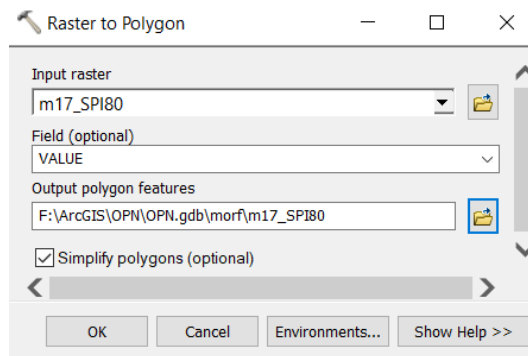 Raster to Polygon
Input raster
m17_SPI80
Field (optional)
VALUE
Output polygon features
F:\ArcGIS\OPN\OPN.gdb\morf\m17_SPI80
Simplify polygons (optional)
OK Cancel Environments... Show Help >>